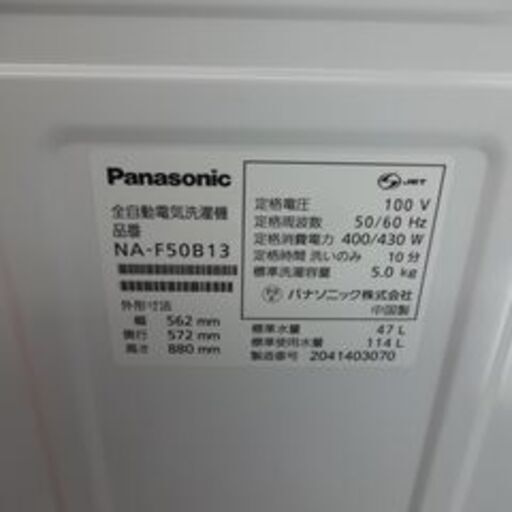 Panasonic
全自動電気洗濯機
品番
NA-F50B13
外形寸法
幅 562 mm
奥行 572 mm
高さ 880 mm
JET
定格電圧 100 V
定格周波数 50/60 Hz
定格消費電力 400/430 W
定格時間 洗いのみ 10分
標準洗濯容量 5.0 kg
パナソニック株式会社
中国製
標準水量 47 L
標準使用水量 114 L
製造番号 2041403070